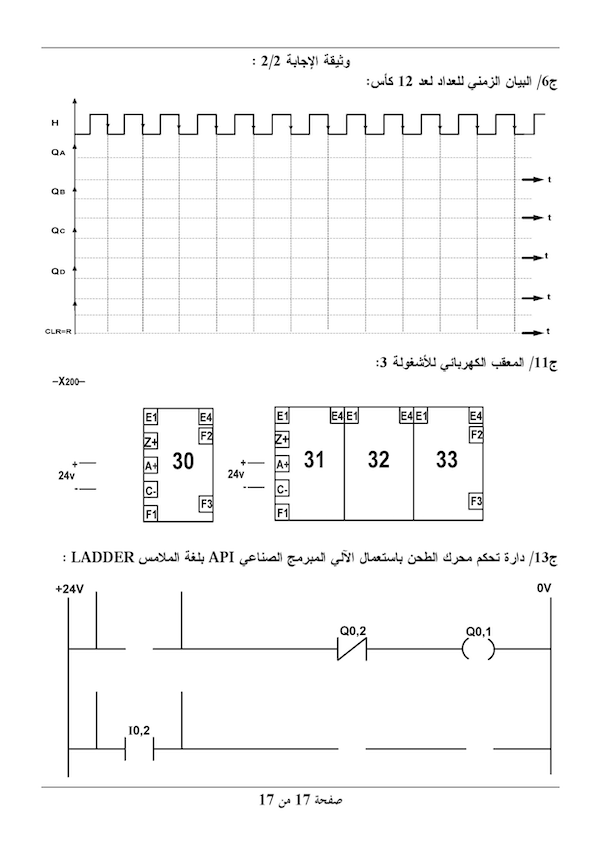 وثيقة الإجابة 2/2 :
ج6/ البيان الزمني للعداد لعد 12 كأس:
H
QA
t
QB
t
QC
t
QD
t
CLR=R
t
ج11/ المعقب الكهربائي للأشغولة 3:
–X200–
E1 E4 E1 E4 E1 E4 E1 E4
Z+ F2 Z+ F2
+ A+ 30 + A+ 31 32 33
24v 24v
- C- F3 - C- F3
F1 F1
ج13/ دارة تحكم محرك الطحن باستعمال الآلي المبرمج الصناعي API بلغة الملامس LADDER :
+24V 0V
Q0,2 Q0,1
I0,2
صفحة 17 من 17